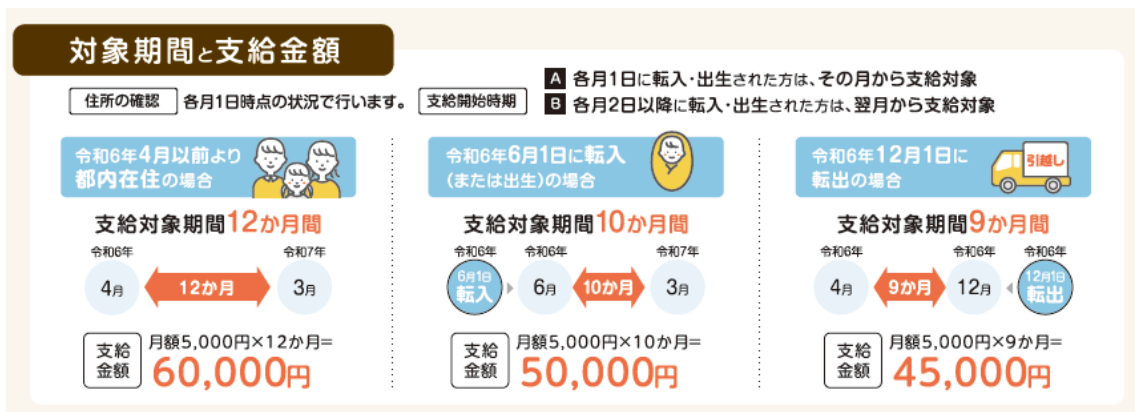 対象期間と支給金額
住所の確認 各月1日時点の状況で行います。
支給開始時期
A 各月1日に転入・出生された方は、その月から支給対象
B 各月2日以降に転入・出生された方は、翌月から支給対象
令和6年4月以前より
都内在住の場合
支給対象期間12か月間
令和6年 令和7年
4月 12か月 3月
支給
金額
月額5,000円×12か月=
60,000円
令和6年6月1日に転入
(または出生)の場合
支給対象期間10か月間
令和6年 令和6年 令和7年
6月1日
転入
6月 10か月 3月
支給
金額
月額5,000円×10か月=
50,000円
令和6年12月1日に
転出の場合
引越し
支給対象期間9か月間
令和6年 令和6年 令和6年
4月 9か月 12月
12月1日
転出
支給
金額
月額5,000円×9か月=
45,000円